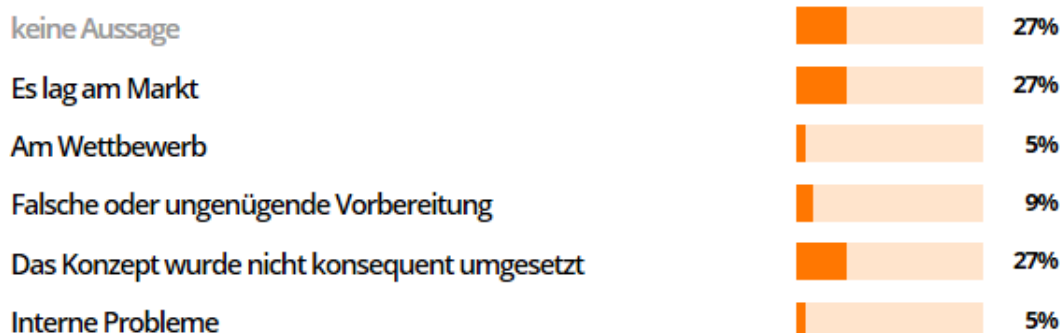 keine Aussage 27%
Es lag am Markt 27%
Am Wettbewerb 5%
Falsche oder ungenügende Vorbereitung 9%
Das Konzept wurde nicht konsequent umgesetzt 27%
Interne Probleme 5%